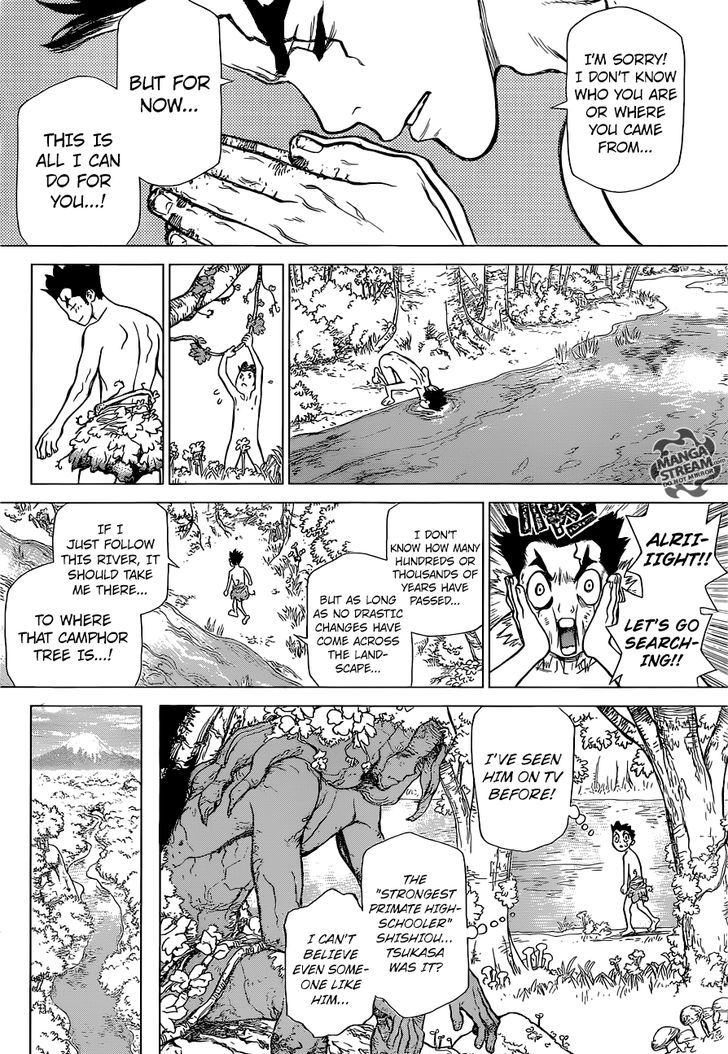 I'M SORRY!
I DON'T KNOW
WHO YOU ARE
OR WHERE
YOU CAME
FROM...
BUT FOR
NOW...
THIS IS
ALL I CAN
DO FOR
YOU...!
MANGA
STREAM
ALRII-
IIGHT!!
LET'S GO
SEARCH-
ING!!
I DON'T
KNOW HOW MANY
HUNDREDS OR
THOUSANDS OF
YEARS HAVE
PASSED...
BUT AS LONG
AS NO DRASTIC
CHANGES HAVE
COME ACROSS
THE LAND-
SCAPE...
IF I
JUST FOLLOW
THIS RIVER, IT
SHOULD TAKE
ME THERE...
TO WHERE
THAT CAMPHOR
TREE IS...!
I'VE SEEN
HIM ON TV
BEFORE!
THE
"STRONGEST
PRIMATE HIGH-
SCHOOLER"
SHISHIOU...
TSUKASA
WAS IT?
I CAN'T
BELIEVE
EVEN SOME-
ONE LIKE
HIM...